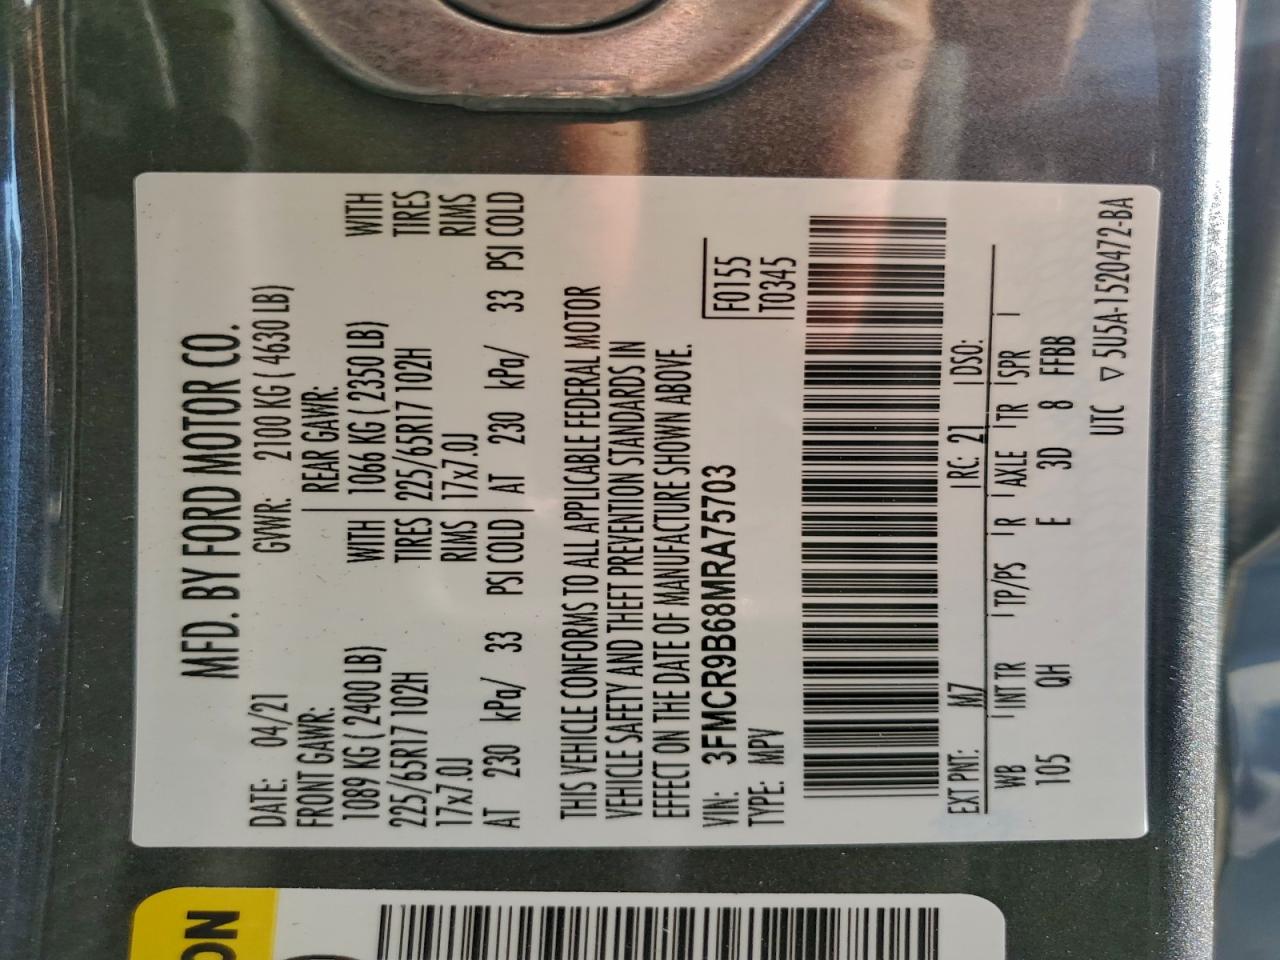 MFD. BY FORD MOTOR CO.
DATE: 04/21 GVWR: 2100 KG ( 4630 LB)
FRONT GAWR: REAR GAWR:
1089 KG ( 2400 LB) WITH 1066 KG ( 2350 LB) WITH
225/65R17 102H TIRES 225/65R17 102H TIRES
17x7.0J RIMS 17x7.0J RIMS
AT 230 kPa/ 33 PSI COLD AT 230 kPa/ 33 PSI COLD
THIS VEHICLE CONFORMS TO ALL APPLICABLE FEDERAL MOTOR
VEHICLE SAFETY AND THEFT PREVENTION STANDARDS IN
EFFECT ON THE DATE OF MANUFACTURE SHOWN ABOVE.
VIN: 3FMCR9B68MRA75703 F0155
TYPE: MPV T0345
EXT PNT: M7 RC: 21 DSO:
WB INT TR TP/PS R AXLE TR SPR
105 QH E 3D 8 FBB
UTC ▽ 5U5A-1520472-BA
ON